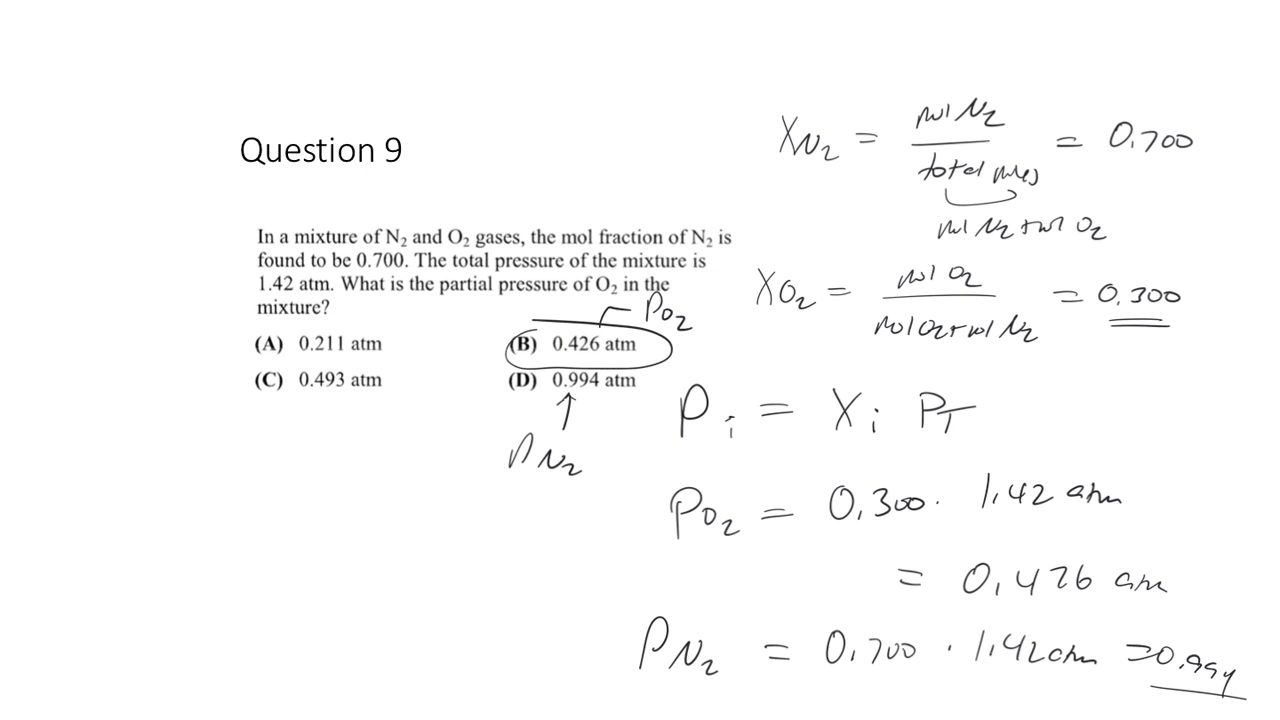 Question 9
In a mixture of N₂ and O₂ gases, the mol fraction of N₂ is
found to be 0.700. The total pressure of the mixture is
1.42 atm. What is the partial pressure of O₂ in the
mixture?
(A) 0.211 atm
(B) 0.426 atm
(C) 0.493 atm
(D) 0.994 atm
PO₂
PN₂
XN₂ = mol N₂ / total moles = 0.700
mol N₂ + mol O₂
XO₂ = mol O₂ / mol O₂ + mol N₂ = 0.300
Pi = Xi PT
PO₂ = 0.300 · 1.42 atm
= 0.426 atm
PN₂ = 0.700 · 1.42 atm = 0.994